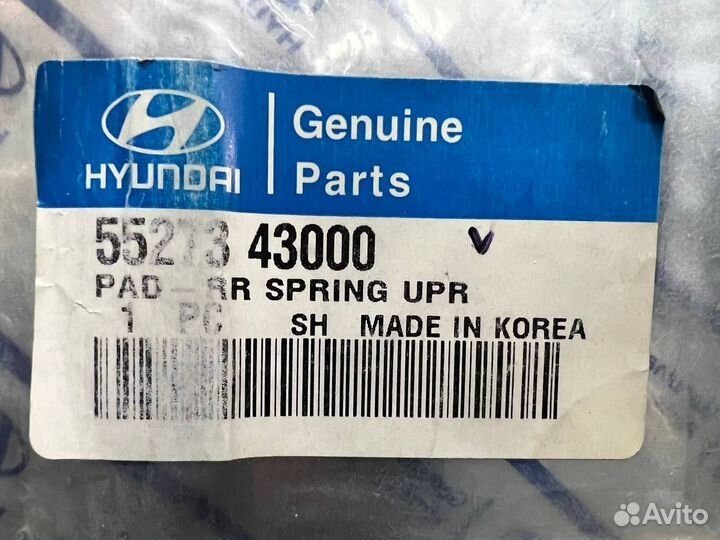 HYUNDAI
Genuine
Parts
55273 43000
PAD-RR SPRING UPR
1 PC SH MADE IN KOREA
Avito